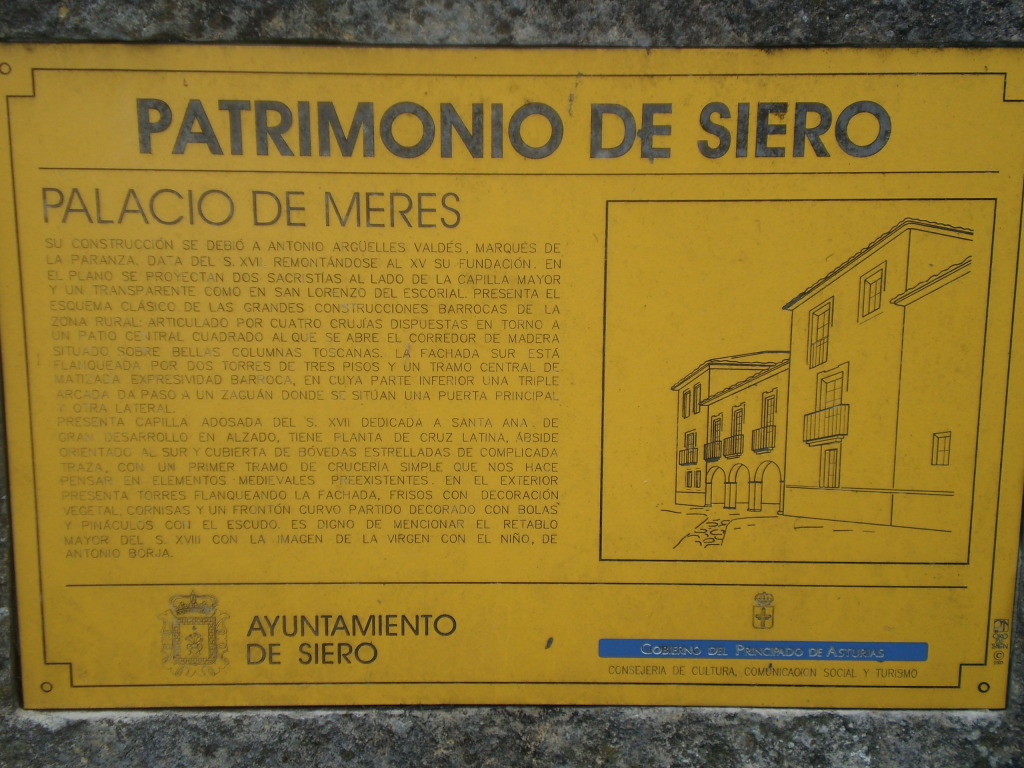 PATRIMONIO DE SIERO
PALACIO DE MERES
SU CONSTRUCCIÓN SE DEBIÓ A ANTONIO ARGÜELLES VALDÉS, MARQUÉS DE
LA PARANZA. DATA DEL S. XVII REMONTÁNDOSE AL XV SU FUNDACIÓN. EN
EL PLANO SE PROYECTAN DOS SACRISTÍAS AL LADO DE LA CAPILLA MAYOR
Y UN TRANSPARENTE COMO EN SAN LORENZO DEL ESCORIAL. PRESENTA EL
ESQUEMA CLÁSICO DE LAS GRANDES CONSTRUCCIONES BARROCAS DE LA
ZONA RURAL: ARTICULADO POR CUATRO CRUJÍAS DISPUESTAS EN TORNO A
UN PATIO CENTRAL CUADRADO AL QUE SE ABRE EL CORREDOR DE MADERA
SITUADO SOBRE BELLAS COLUMNAS TOSCANAS. LA FACHADA SUR ESTÁ
FLANQUEADA POR DOS TORRES DE TRES PISOS Y UN TRAMO CENTRAL DE
MATIZADA EXPRESIVIDAD BARROCA, EN CUYA PARTE INFERIOR UNA TRIPLE
ARCADA DA PASO A UN ZAGUÁN DONDE SE SITÚAN UNA PUERTA PRINCIPAL
Y OTRA LATERAL.
PRESENTA CAPILLA ADOSADA DEL S. XVII DEDICADA A SANTA ANA. DE
GRAN DESARROLLO EN ALZADO, TIENE PLANTA DE CRUZ LATINA, ÁBSIDE
ORIENTADO AL SUR Y CUBIERTA DE BÓVEDAS ESTRELLADAS DE COMPLICADA
TRAZA, CON UN PRIMER TRAMO DE CRUCERÍA SIMPLE QUE NOS HACE
PENSAR EN ELEMENTOS MEDIEVALES PREEXISTENTES. EN EL EXTERIOR
PRESENTA TORRES FLANQUEANDO LA FACHADA, FRISOS CON DECORACIÓN
VEGETAL, CORNISAS Y UN FRONTÓN CURVO PARTIDO DECORADO CON BOLAS
Y PINÁCULOS CON EL ESCUDO. ES DIGNO DE MENCIONAR EL RETABLO
MAYOR DEL S. XVIII CON LA IMAGEN DE LA VIRGEN CON EL NIÑO, DE
ANTONIO BORJA.
AYUNTAMIENTO
DE SIERO
GOBIERNO DEL PRINCIPADO DE ASTURIAS
CONSEJERIA DE CULTURA, COMUNICACION SOCIAL Y TURISMO